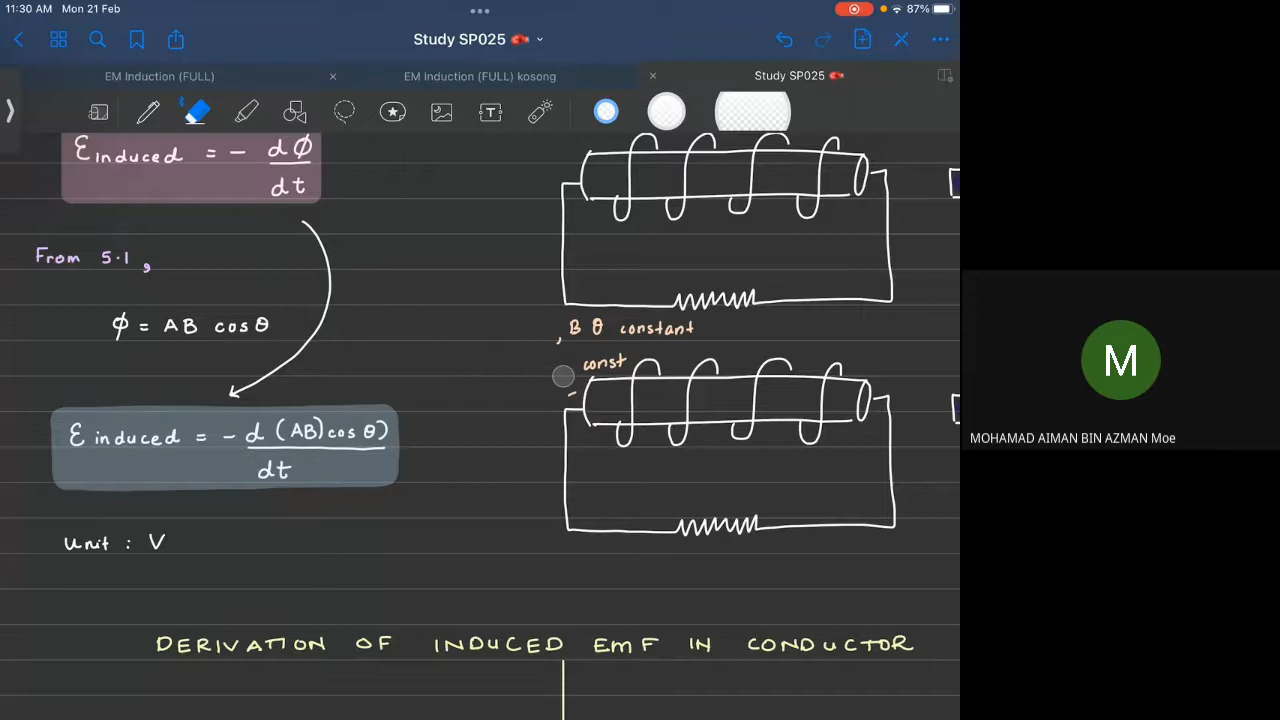 11:30 AM Mon 21 Feb
87%
Study SP025
EM Induction (FULL)
EM Induction (FULL) kosong
Study SP025
T
Ɛ induced = - dϕ
dt
From 5.1,
ϕ = AB cos θ
, B θ constant
const
Ɛ induced = - d (AB) cos θ)
dt
unit : V
DERIVATION OF INDUCED EMF IN CONDUCTOR
M
MOHAMAD AIMAN BIN AZMAN Moe